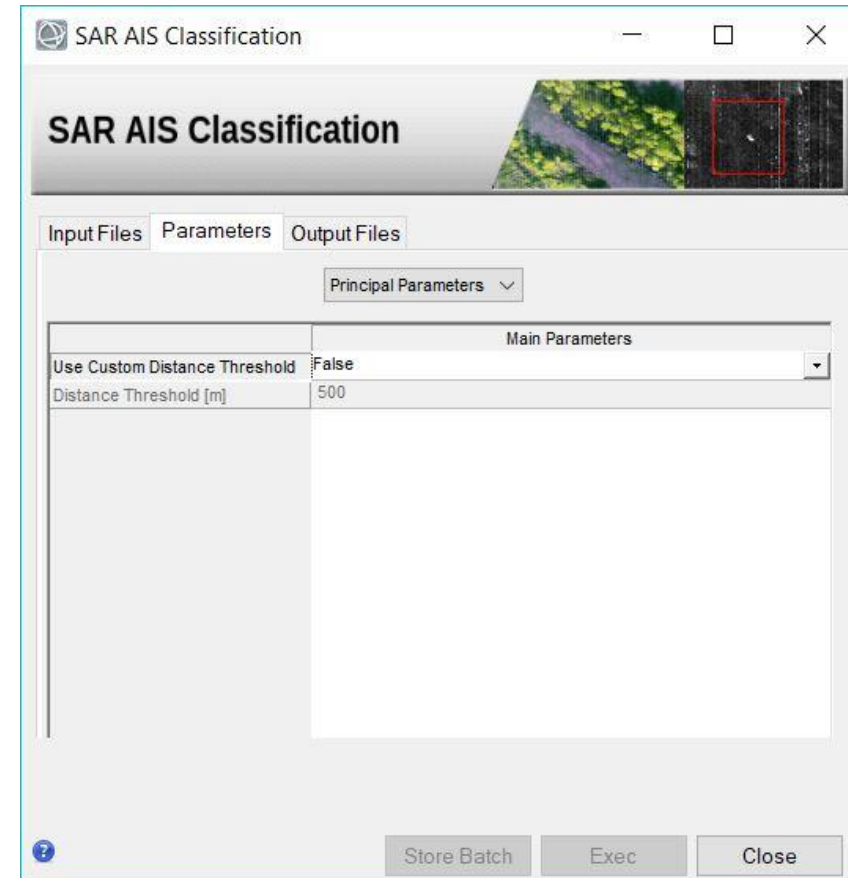 SAR AIS Classification
SAR AIS Classification
Input Files Parameters Output Files
Principal Parameters
Main Parameters
Use Custom Distance Threshold False
Distance Threshold [m] 500
Store Batch Exec Close